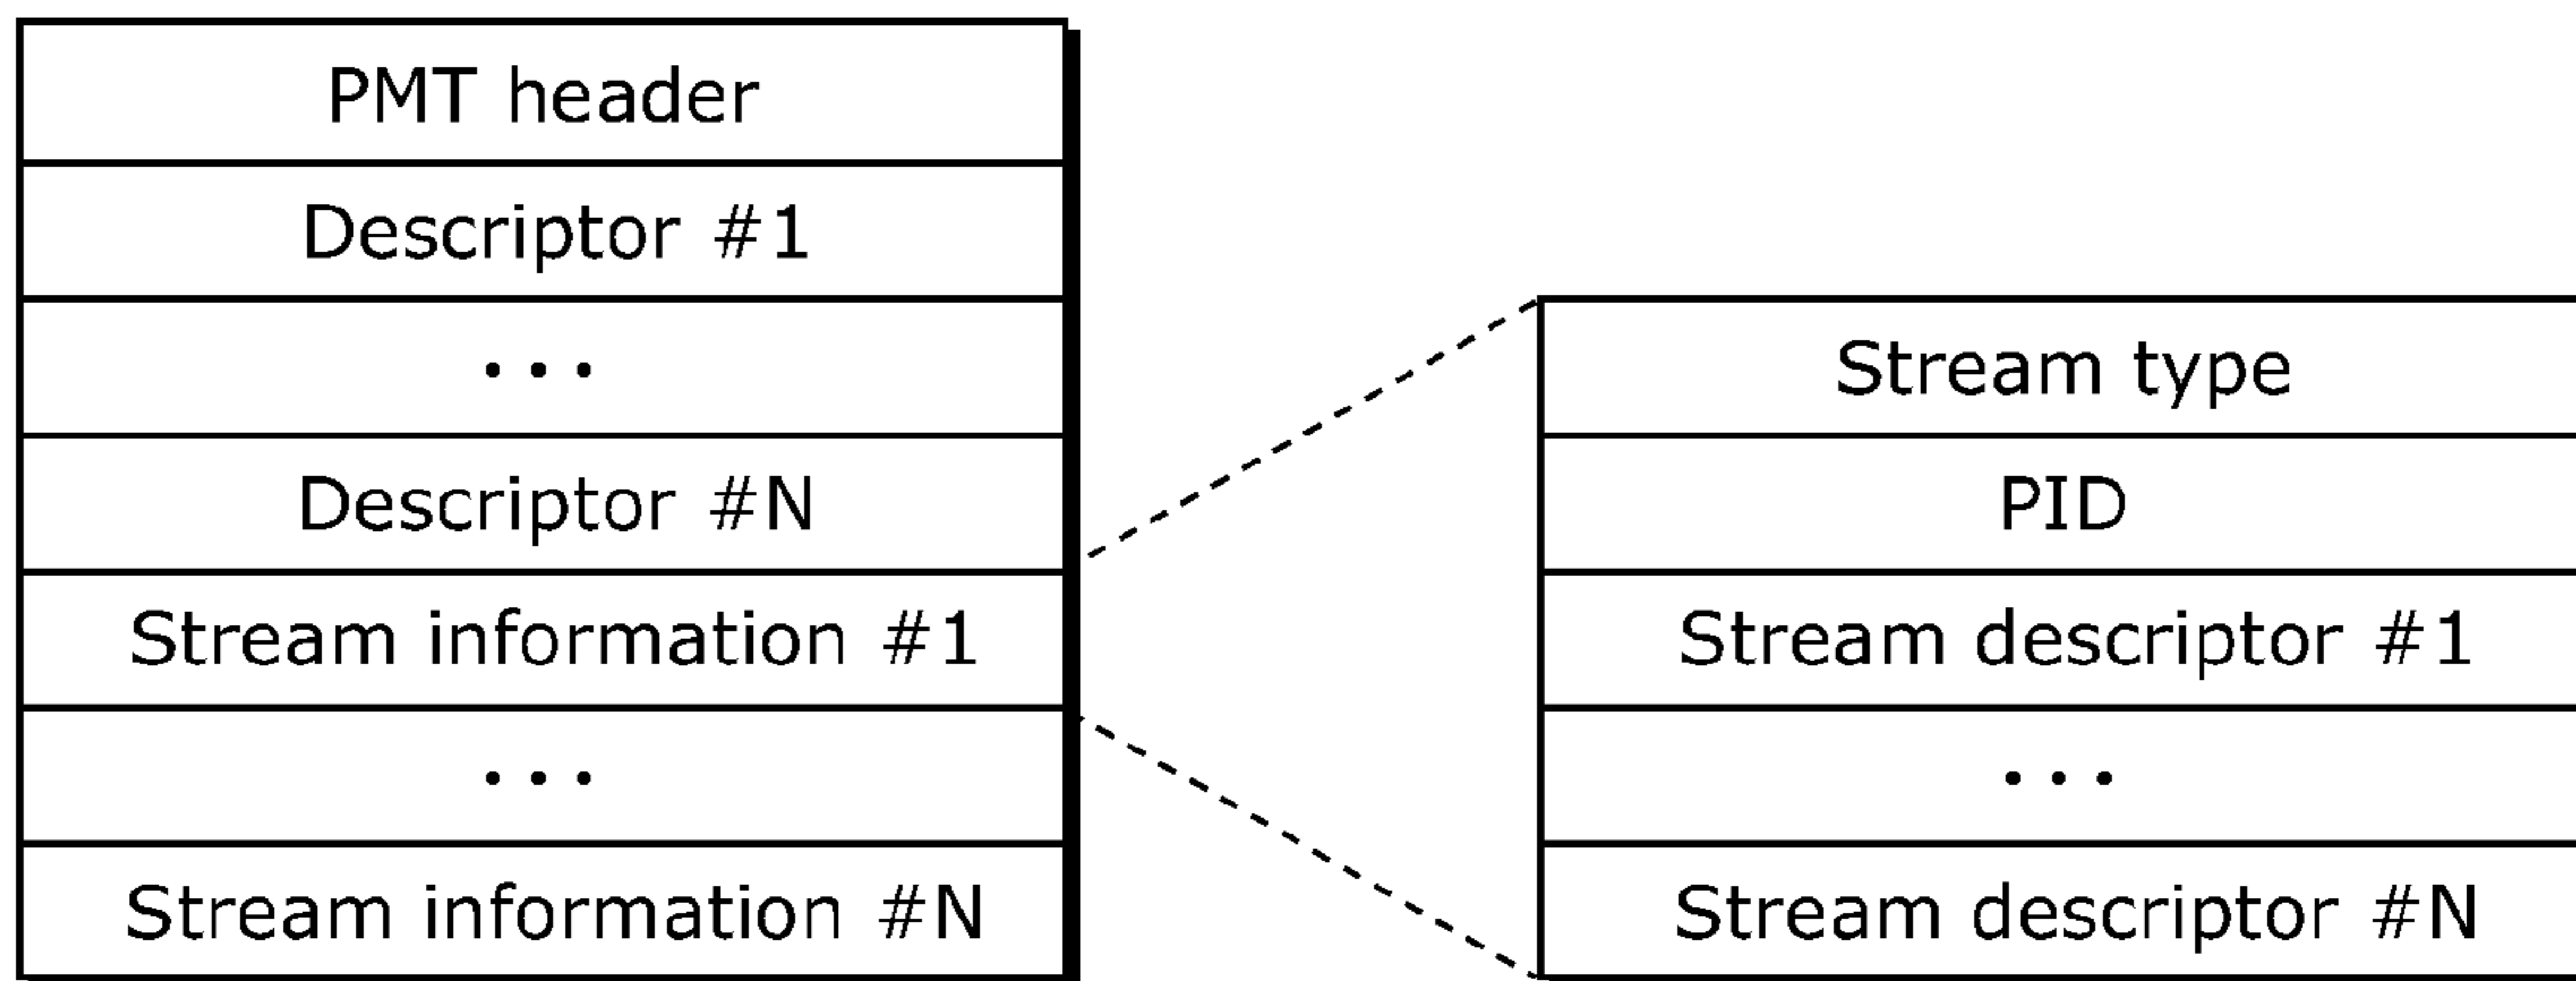 PMT header
Descriptor #1
...
Descriptor #N
Stream information #1
...
Stream information #N
Stream type
PID
Stream descriptor #1
...
Stream descriptor #N